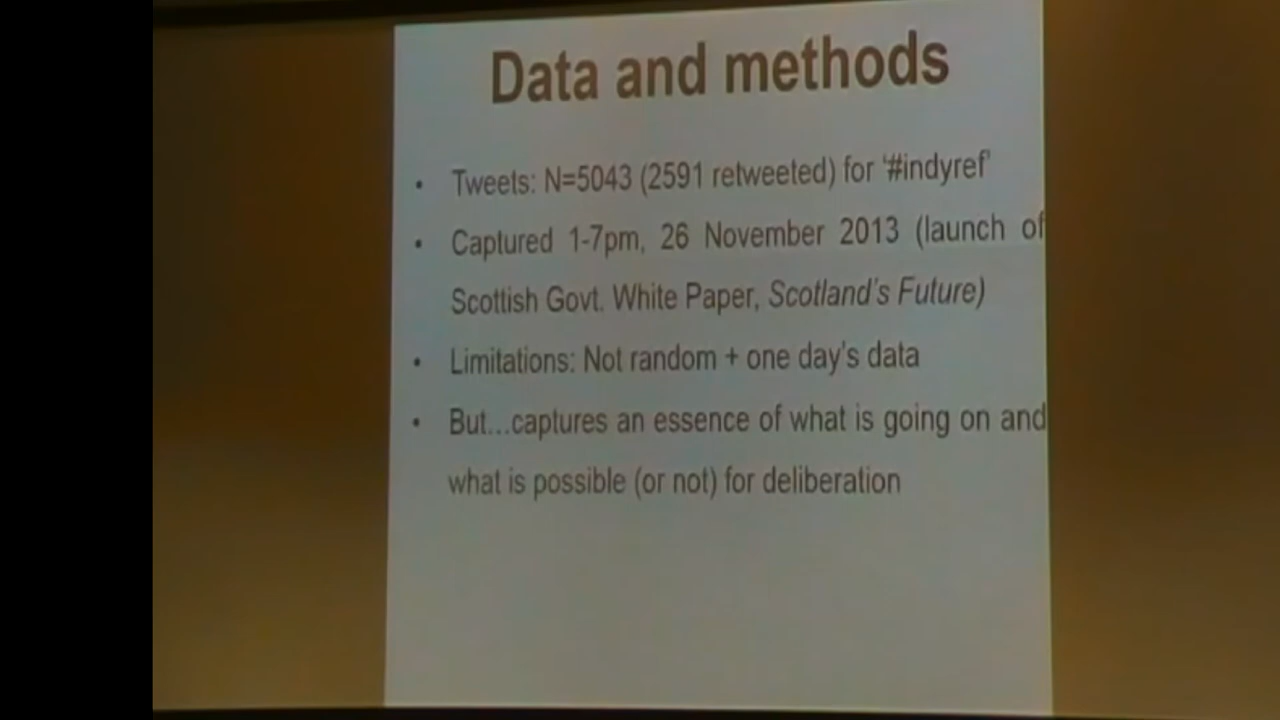 Data and methods
• Tweets: N=5043 (2591 retweeted) for '#indyref'
• Captured 1-7pm, 26 November 2013 (launch of
Scottish Govt. White Paper, Scotland's Future)
• Limitations: Not random + one day's data
• But...captures an essence of what is going on and
what is possible (or not) for deliberation